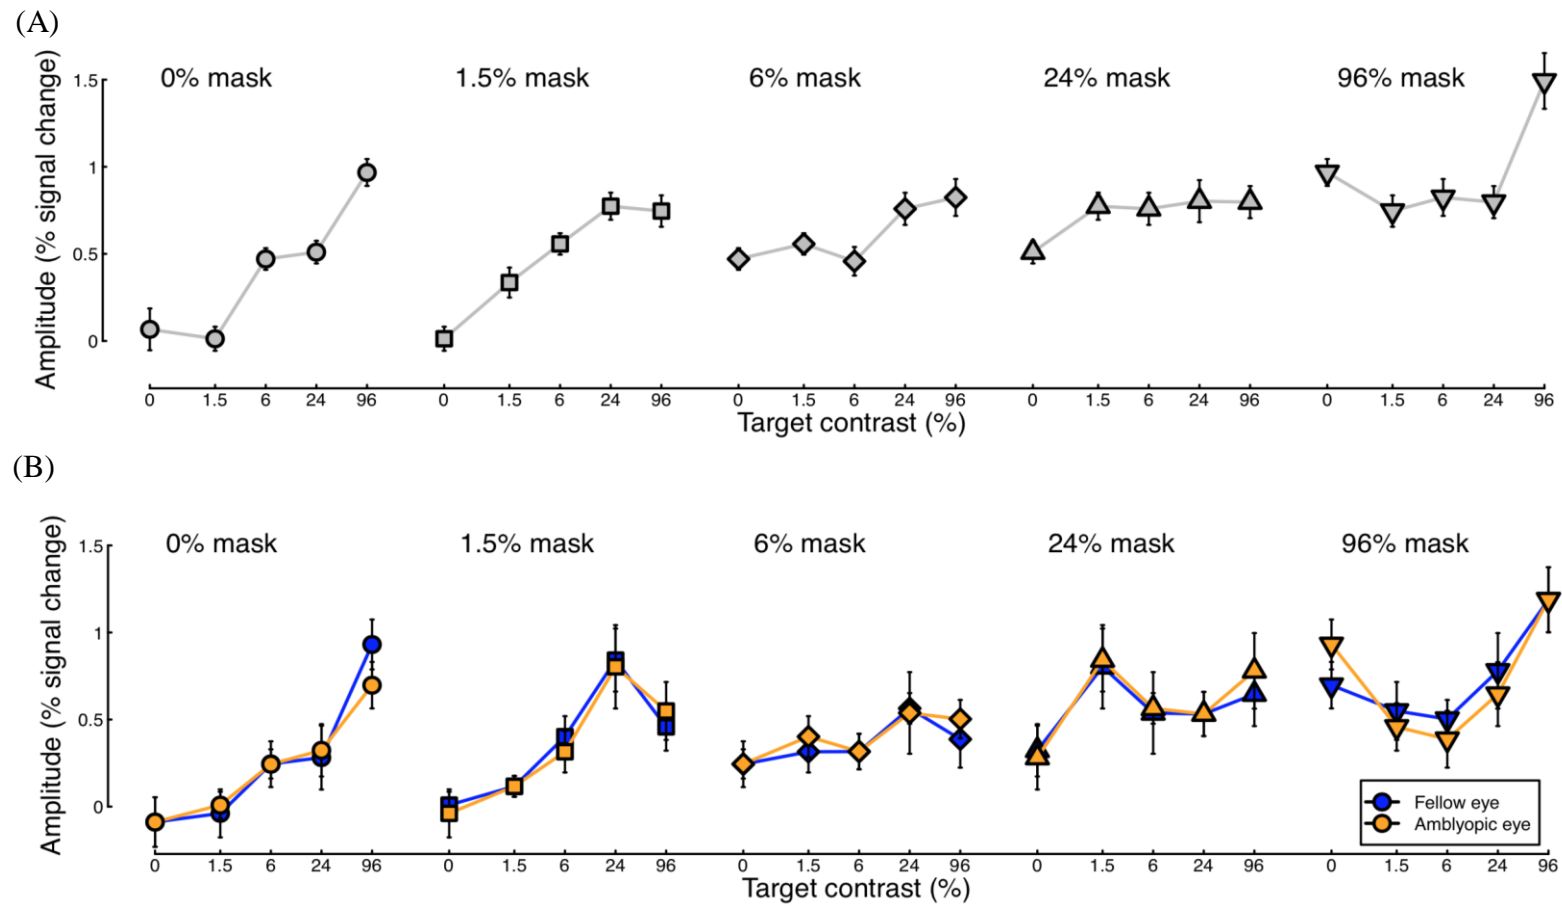 (A)
Amplitude (% signal change)
0% mask 1.5% mask 6% mask 24% mask 96% mask
1.5
1
0.5
0
0 1.5 6 24 96 0 1.5 6 24 96 0 1.5 6 24 96 0 1.5 6 24 96 0 1.5 6 24 96
Target contrast (%)
(B)
Amplitude (% signal change)
0% mask 1.5% mask 6% mask 24% mask 96% mask
1.5
1
0.5
0
Fellow eye
Amblyopic eye
0 1.5 6 24 96 0 1.5 6 24 96 0 1.5 6 24 96 0 1.5 6 24 96 0 1.5 6 24 96
Target contrast (%)